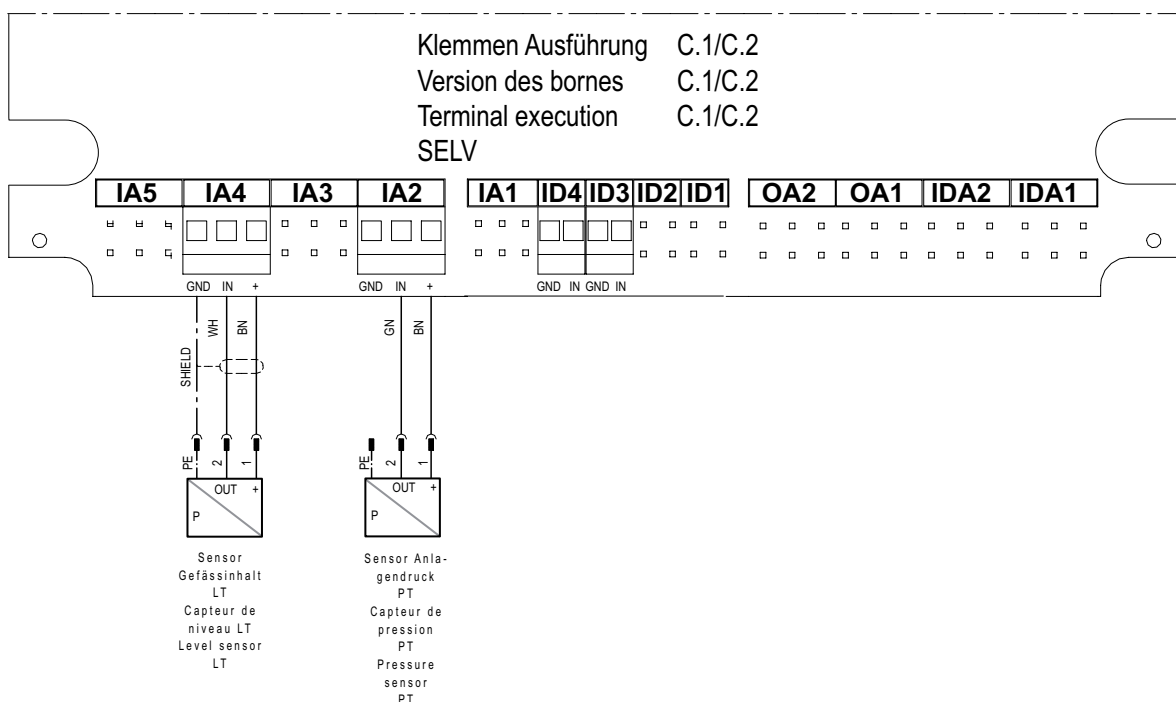 Klemmen Ausführung C.1/C.2
Version des bornes C.1/C.2
Terminal execution C.1/C.2
SELV
IA5 IA4 IA3 IA2 IA1 ID4 ID3 ID2 ID1 OA2 OA1 IDA2 IDA1
GND IN + GND IN + GND IN GND IN
WH BN GN BN
SHIELD
PE 2 1 PE 2 1
OUT + OUT +
P P
Sensor
Gefässinhalt
LT
Capteur de
niveau LT
Level sensor
LT
Sensor Anla-
gendruck
PT
Capteur de
pression
PT
Pressure
sensor
PT